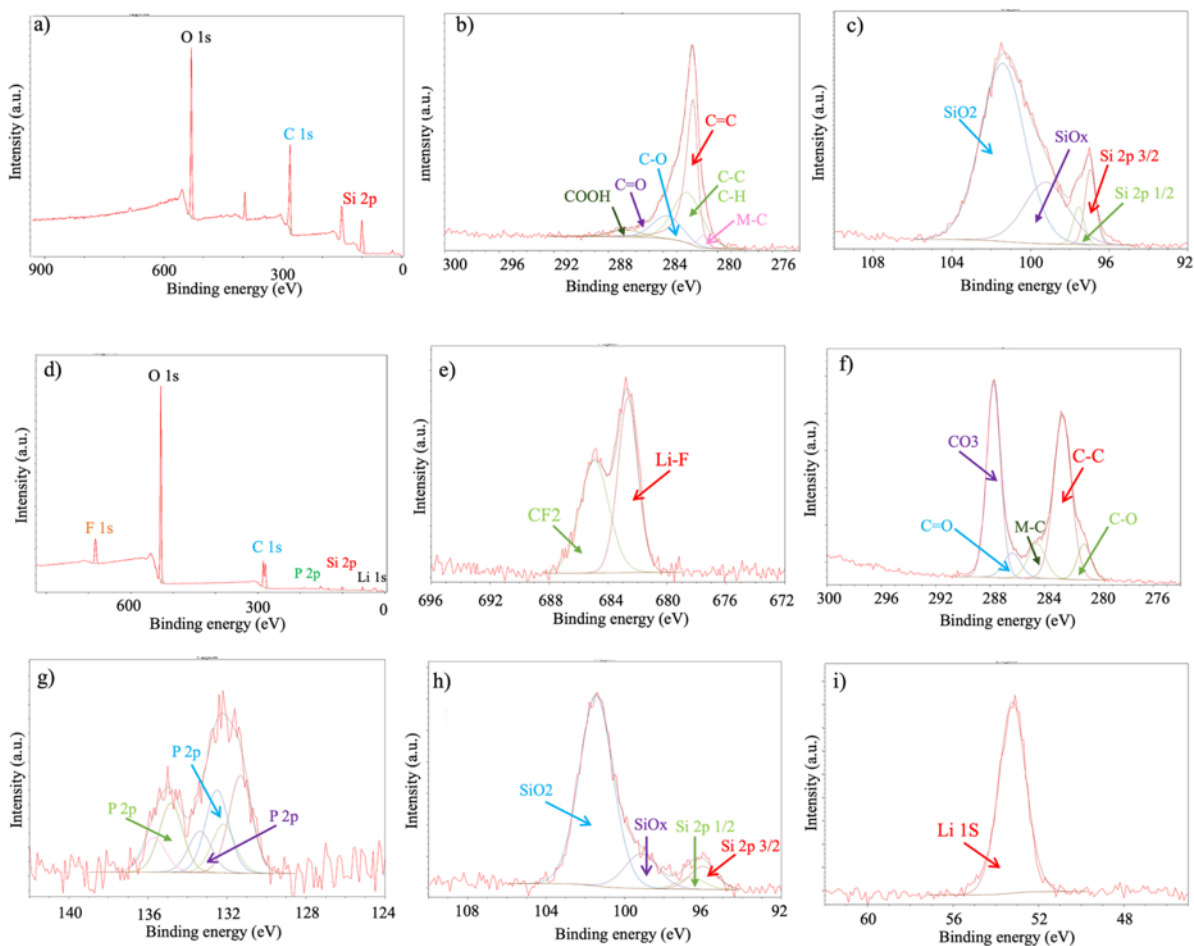 a)
O 1s
C 1s
Si 2p
Intensity (a.u.)
900
600
300
0
Binding energy (eV)
b)
C=C
C-O
C=O
COOH
C-C
C-H
M-C
Intensity (a.u.)
300
296
292
288
284
280
276
Binding energy (eV)
c)
SiO2
SiOx
Si 2p 3/2
Si 2p 1/2
Intensity (a.u.)
108
104
100
96
92
Binding energy (eV)
d)
O 1s
F 1s
C 1s
P 2p
Si 2p
Li 1s
Intensity (a.u.)
600
300
0
Binding energy (eV)
e)
Li-F
CF2
Intensity (a.u.)
696
692
688
684
680
676
672
Binding energy (eV)
f)
CO3
C-C
C=O
M-C
C-O
Intensity (a.u.)
300
296
292
288
284
280
276
Binding energy (eV)
g)
P 2p
P 2p
P 2p
Intensity (a.u.)
140
136
132
128
124
Binding energy (eV)
h)
SiO2
SiOx
Si 2p 1/2
Si 2p 3/2
Intensity (a.u.)
108
104
100
96
92
Binding energy (eV)
i)
Li 1S
Intensity (a.u.)
60
56
52
48
Binding energy (eV)